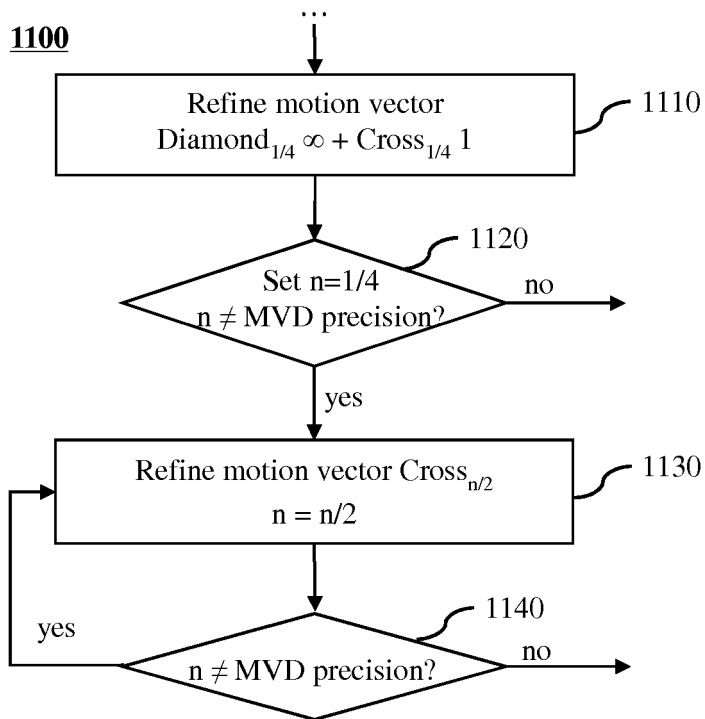 ...
1100
Refine motion vector
Diamond1/4 ∞ + Cross1/4 1
1110
1120
Set n=1/4
n ≠ MVD precision?
no
yes
Refine motion vector Crossn/2
n = n/2
1130
1140
yes
n ≠ MVD precision?
no